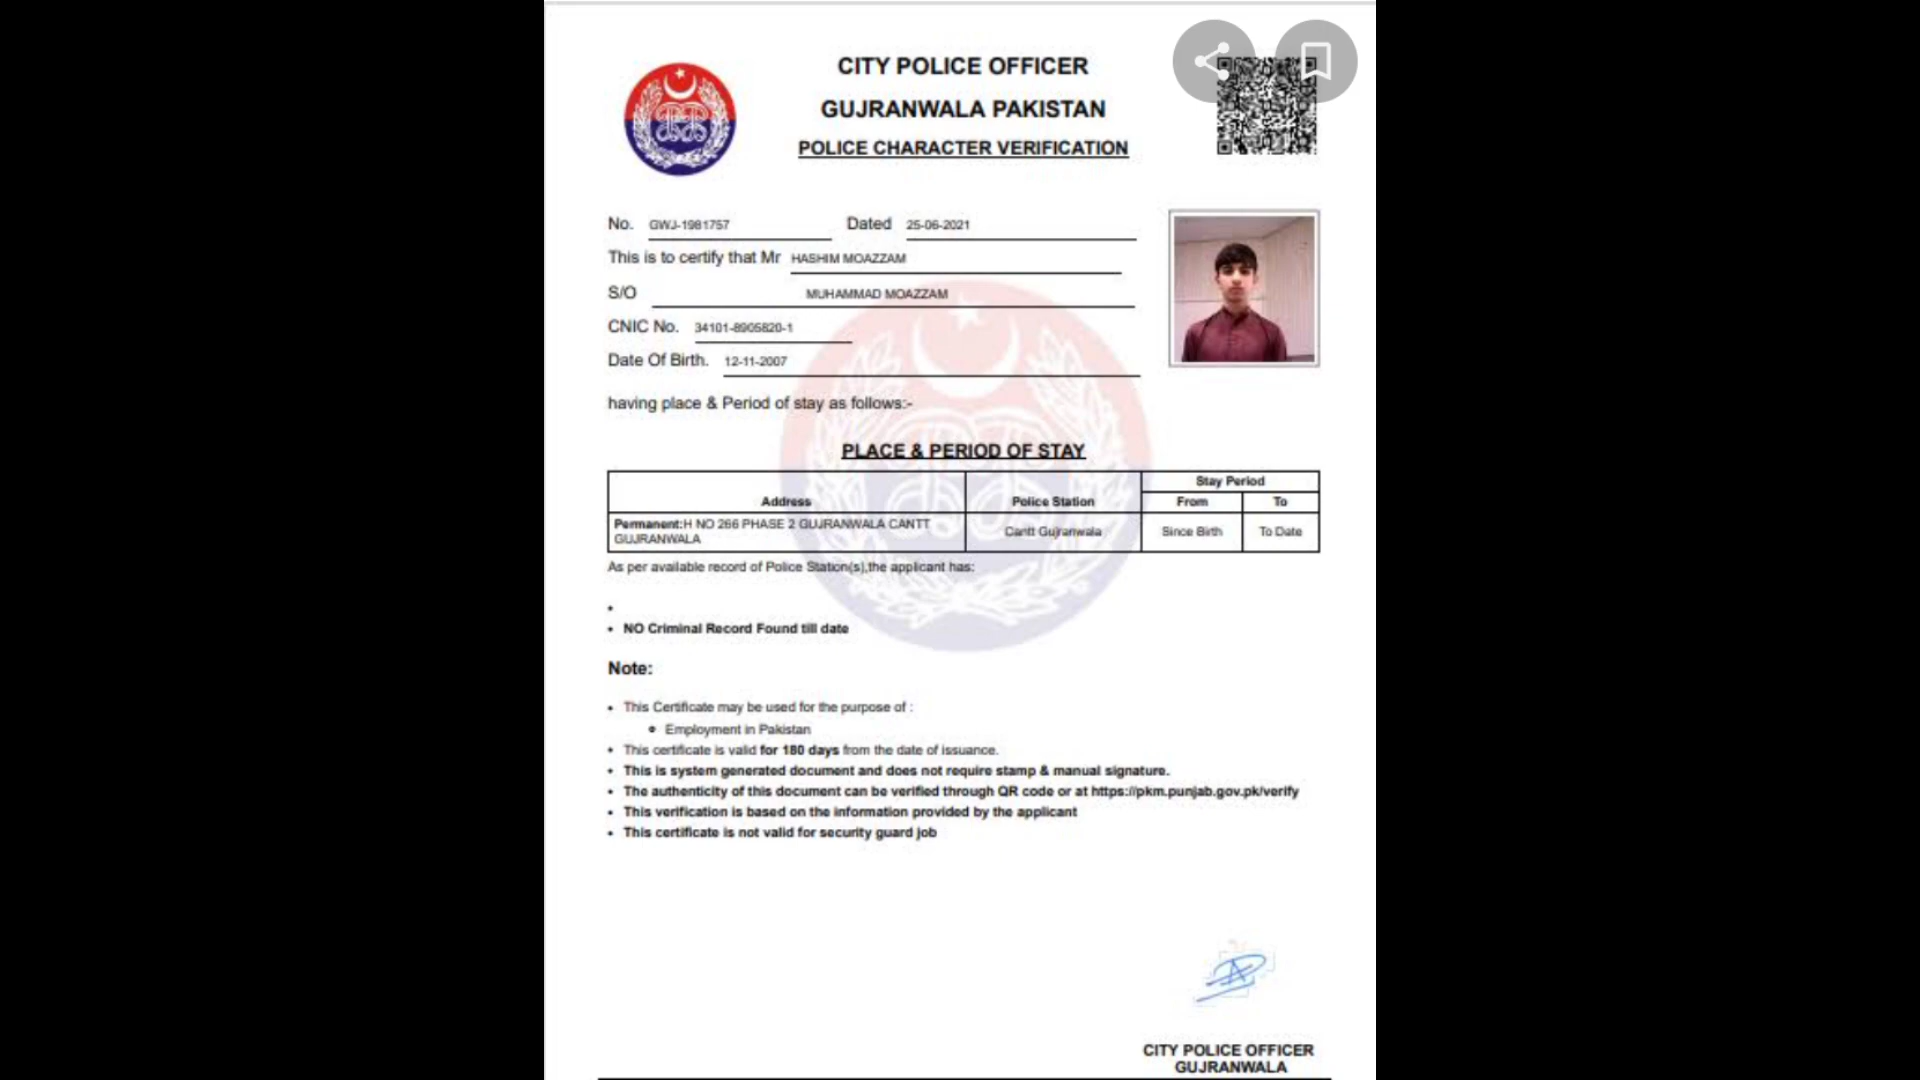 CITY POLICE OFFICER
GUJRANWALA PAKISTAN
POLICE CHARACTER VERIFICATION
No. GWJ-1981757 Dated 25-06-2021
This is to certify that Mr HASHIM MOAZZAM
S/O MUHAMMAD MOAZZAM
CNIC No. 34101-8905820-1
Date Of Birth. 12-11-2007
having place & Period of stay as follows:-
PLACE & PERIOD OF STAY
Stay Period
Address Police Station From To
Permanent:H NO 266 PHASE 2 GUJRANWALA CANTT
GUJRANWALA
Cantt Gujranwala Since Birth To Date
As per available record of Police Station(s),the applicant has:
• NO Criminal Record Found till date
Note:
• This Certificate may be used for the purpose of :
Employment in Pakistan
• This certificate is valid for 180 days from the date of issuance.
• This is system generated document and does not require stamp & manual signature.
• The authenticity of this document can be verified through QR code or at https://pkm.punjab.gov.pk/verify
• This verification is based on the information provided by the applicant
• This certificate is not valid for security guard job
CITY POLICE OFFICER
GUJRANWALA